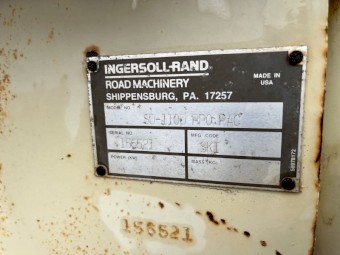 INGERSOLL-RAND
ROAD MACHINERY
SHIPPENSBURG, PA. 17257
MADE IN
USA
MODEL NO.
SD-110D PRO-PAC
SERIAL NO.
MFG CODE
156521
POWER (HP)
156521